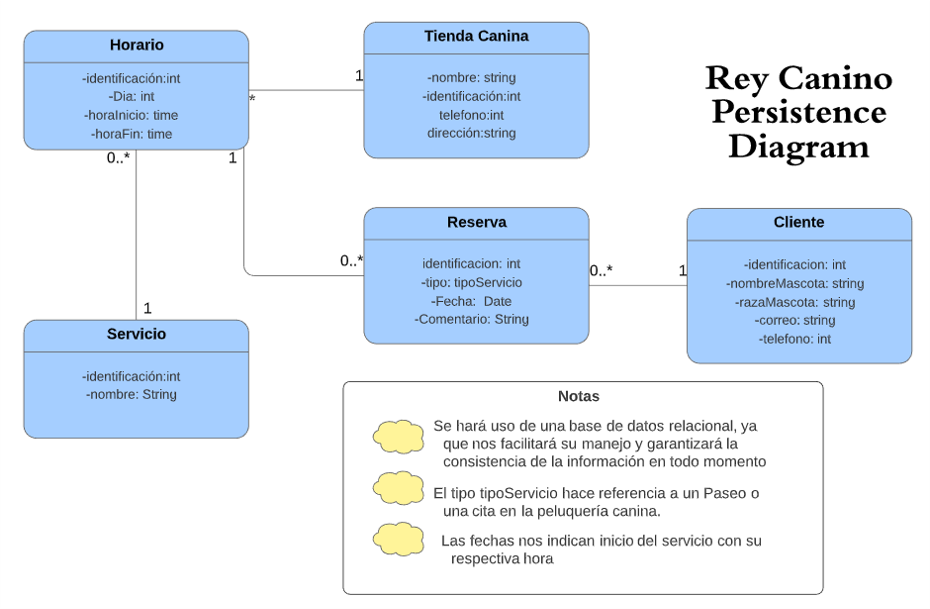 Horario
-identificación:int
-Dia: int
-horaInicio: time
-horaFin: time
Tienda Canina
-nombre: string
-identificación:int
telefono:int
dirección:string
Rey Canino
Persistence
Diagram
1
*
0..*
1
0..*
Reserva
identificacion: int
-tipo: tipoServicio
-Fecha:  Date
-Comentario: String
0..*
1
Cliente
-identificacion: int
-nombreMascota: string
-razaMascota: string
-correo: string
-telefono: int
1
Servicio
-identificación:int
-nombre: String
Notas
Se hará uso de una base de datos relacional, ya
que nos facilitará su manejo y garantizará la
consistencia de la información en todo momento
El tipo tipoServicio hace referencia a un Paseo o
una cita en la peluquería canina.
Las fechas nos indican inicio del servicio con su
respectiva hora